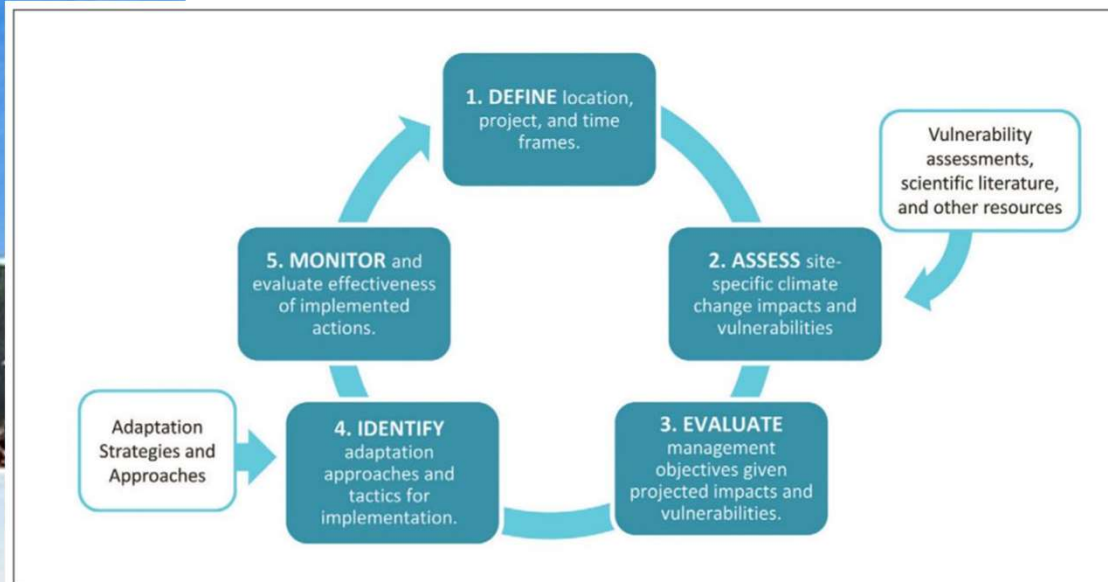 1. DEFINE location,
project, and time
frames.
Vulnerability
assessments,
scientific literature,
and other resources
2. ASSESS site-
specific climate
change impacts and
vulnerabilities
3. EVALUATE
management
objectives given
projected impacts and
vulnerabilities.
4. IDENTIFY
adaptation
approaches and
tactics for
implementation.
Adaptation
Strategies and
Approaches
5. MONITOR and
evaluate effectiveness
of implemented
actions.